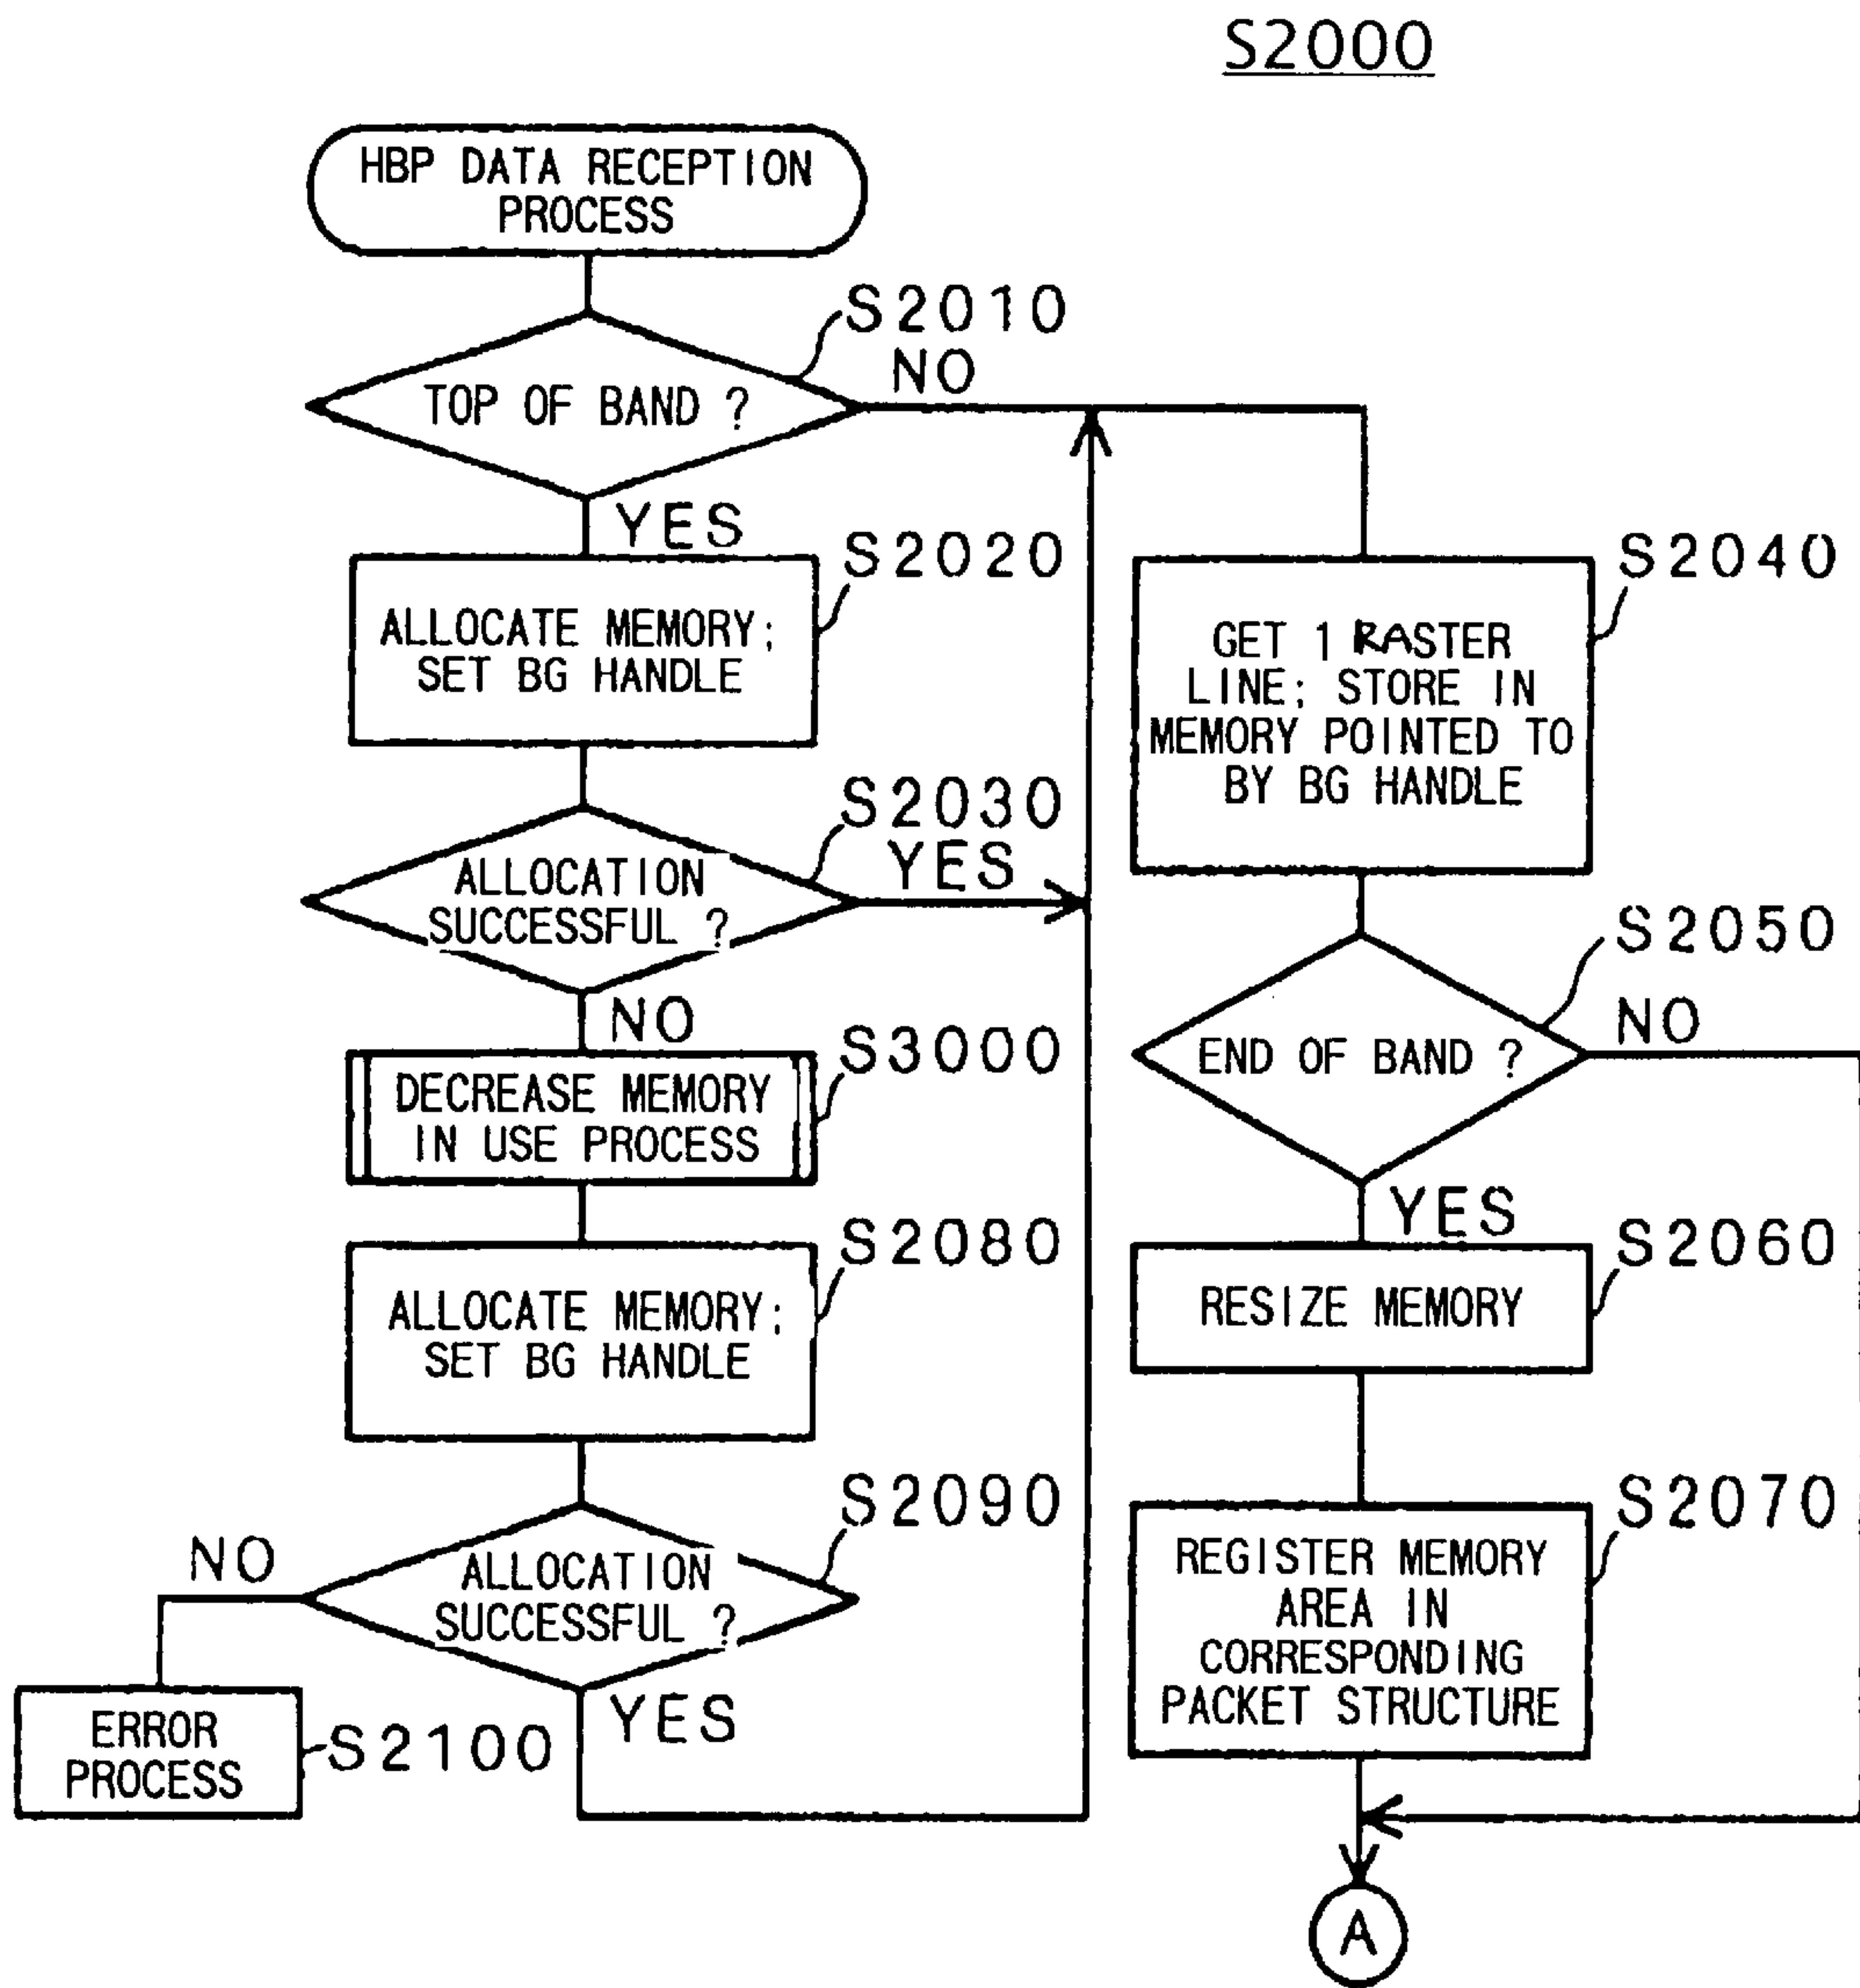 S2000
HBP DATA RECEPTION
PROCESS
S2010
TOP OF BAND ?
NO
YES
S2020
ALLOCATE MEMORY;
SET BG HANDLE
S2030
ALLOCATION
SUCCESSFUL ?
YES
NO
S3000
DECREASE MEMORY
IN USE PROCESS
S2080
ALLOCATE MEMORY;
SET BG HANDLE
S2090
ALLOCATION
SUCCESSFUL ?
NO
YES
ERROR
PROCESS
S2100
S2040
GET 1 RASTER
LINE; STORE IN
MEMORY POINTED TO
BY BG HANDLE
S2050
END OF BAND ?
NO
YES
S2060
RESIZE MEMORY
S2070
REGISTER MEMORY
AREA IN
CORRESPONDING
PACKET STRUCTURE
A